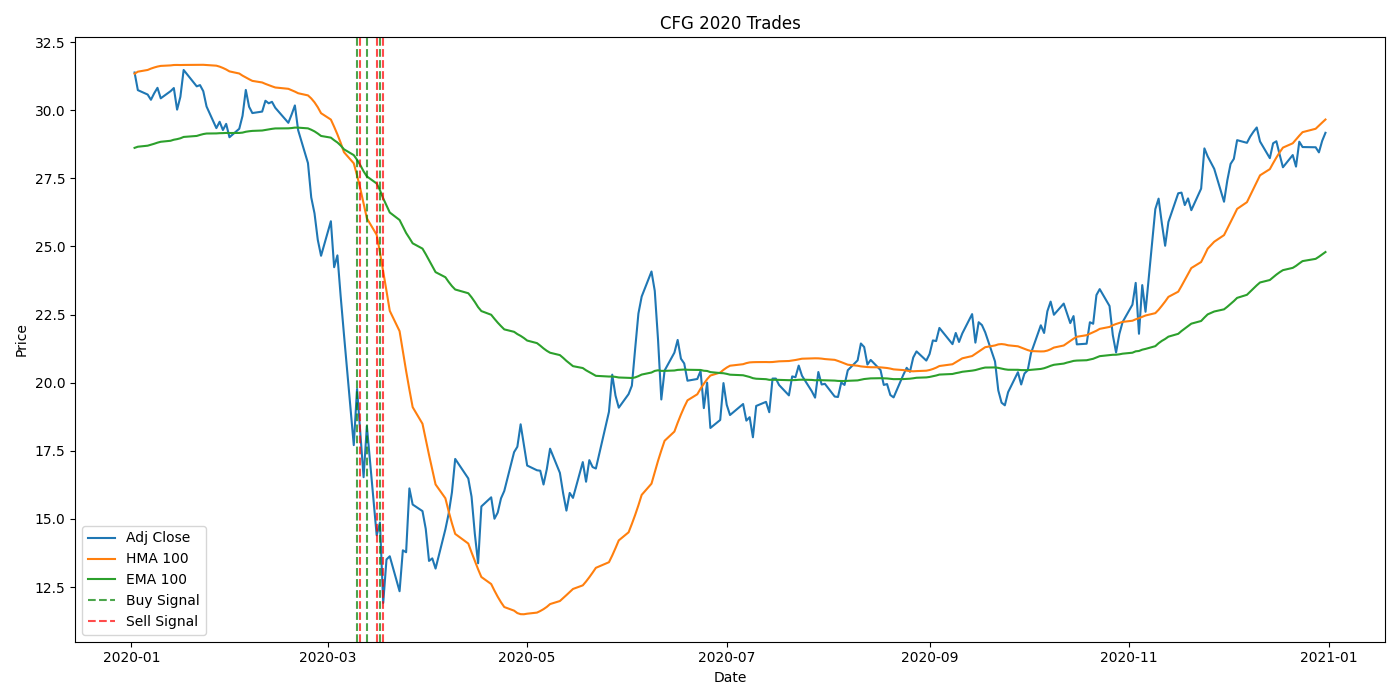 CFG 2020 Trades
Price
32.5
30.0
27.5
25.0
22.5
20.0
17.5
15.0
12.5
Adj Close
HMA 100
EMA 100
Buy Signal
Sell Signal
2020-01 2020-03 2020-05 2020-07 2020-09 2020-11 2021-01
Date